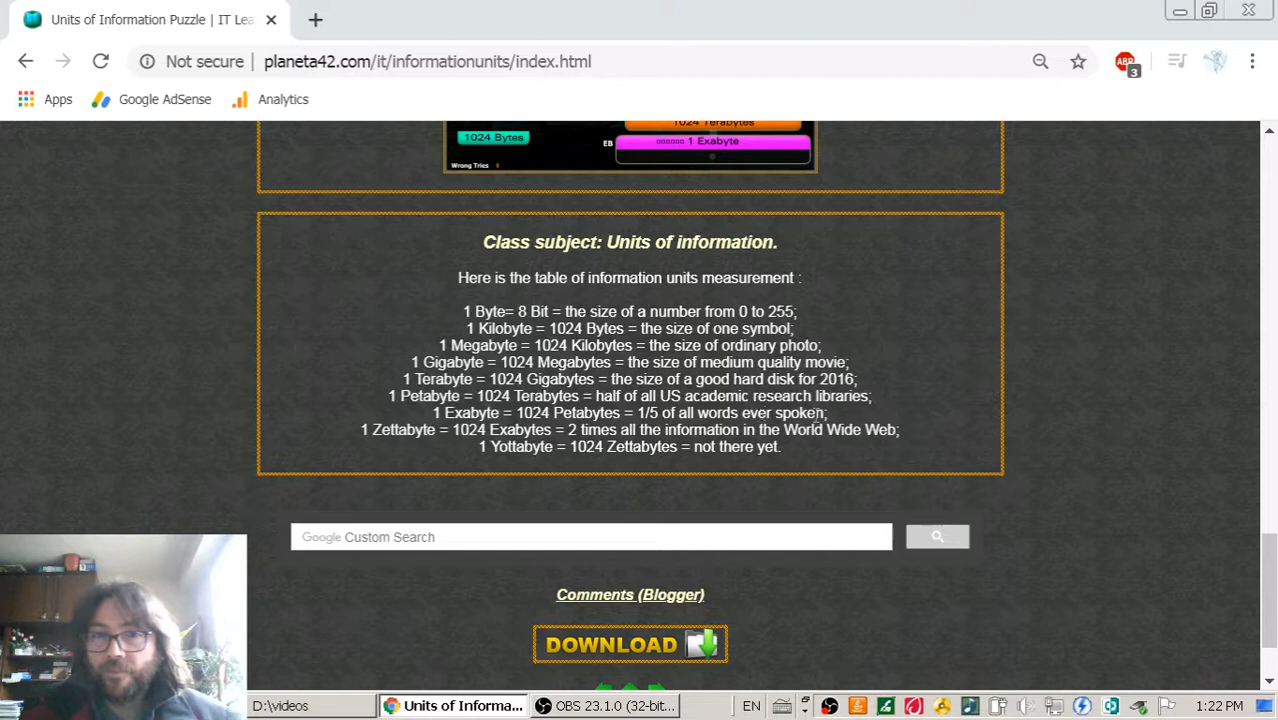 Units of Information Puzzle | IT Lea
Not secure | planeta42.com/it/informationunits/index.html
ABP
3
Apps Google AdSense Analytics
1024 Terabytes
1024 Bytes
EB
1 Exabyte
Wrong Tries
Class subject: Units of information.
Here is the table of information units measurement :
1 Byte= 8 Bit = the size of a number from 0 to 255;
1 Kilobyte = 1024 Bytes = the size of one symbol;
1 Megabyte = 1024 Kilobytes = the size of ordinary photo;
1 Gigabyte = 1024 Megabytes = the size of medium quality movie;
1 Terabyte = 1024 Gigabytes = the size of a good hard disk for 2016;
1 Petabyte = 1024 Terabytes = half of all US academic research libraries;
1 Exabyte = 1024 Petabytes = 1/5 of all words ever spoken;
1 Zettabyte = 1024 Exabytes = 2 times all the information in the World Wide Web;
1 Yottabyte = 1024 Zettabytes = not there yet.
Google Custom Search
Comments (Blogger)
DOWNLOAD
D:\videos
Units of Informa...
OBS 23.1.0 (32-bit...
EN
1:22 PM